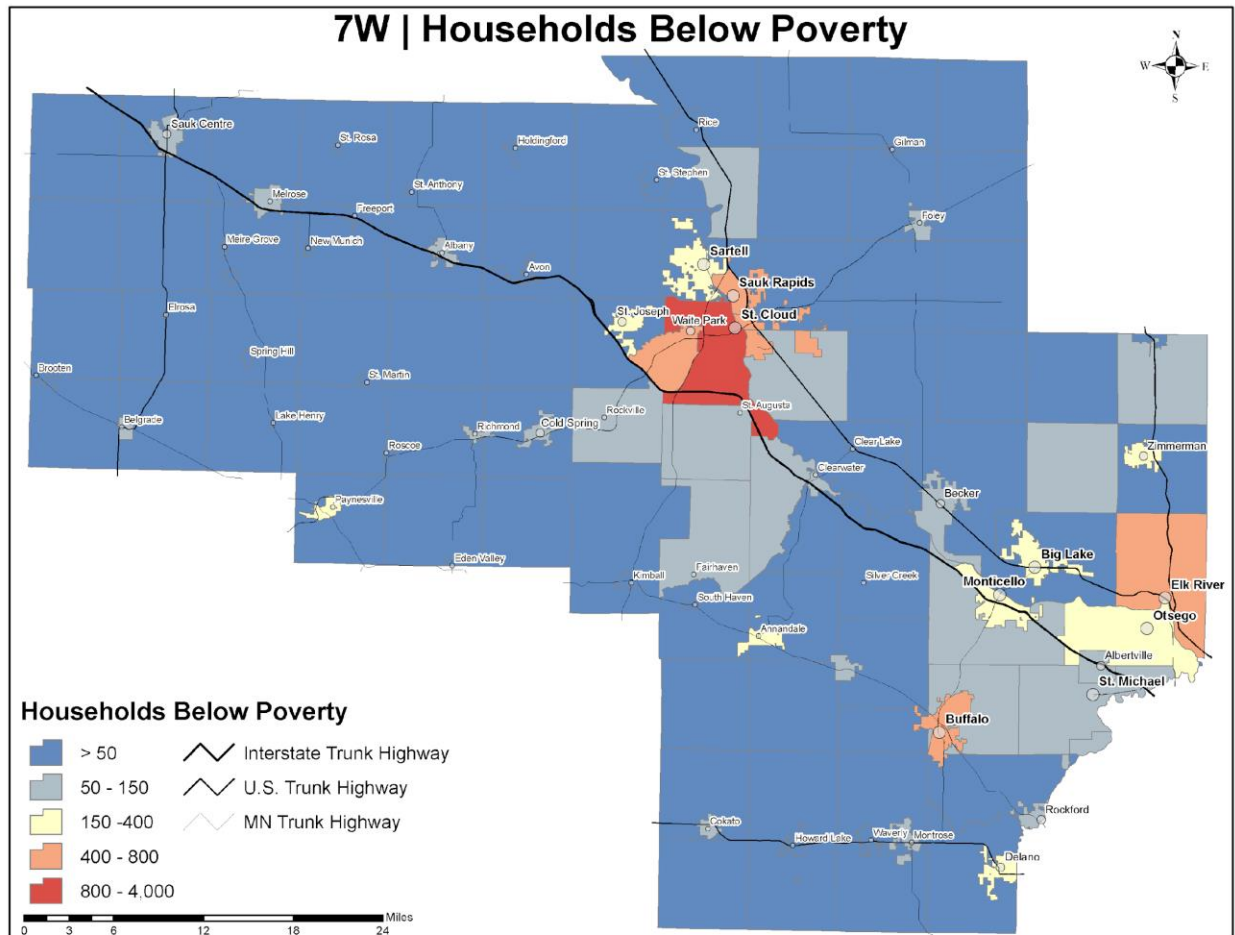 7W | Households Below Poverty
N
W E
S
Rice
Sauk Centre
St. Rosa
Holdingford
Gilman
St. Stephen
St. Anthony
Melrose
Freeport
Foley
Meire Grove
New Munich
Albany
Sartell
Avon
Sauk Rapids
Elrosa
St. Joseph
Waite Park
St. Cloud
Spring Hill
Brooten
St. Martin
St. Augusta
Belgrade
Lake Henry
Richmond
Cold Spring
Rockville
Roscoe
Clear Lake
Zimmerman
Clearwater
Paynesville
Becker
Eden Valley
Big Lake
Fairhaven
Kimball
Silver Creek
Monticello
Elk River
South Haven
Otsego
Annandale
Albertville
St. Michael
Buffalo
Rockford
Cokato
Howard Lake
Waverly
Montrose
Delano
Households Below Poverty
> 50
50 - 150
150 -400
400 - 800
800 - 4,000
Interstate Trunk Highway
U.S. Trunk Highway
MN Trunk Highway
Miles
0 3 6 12 18 24